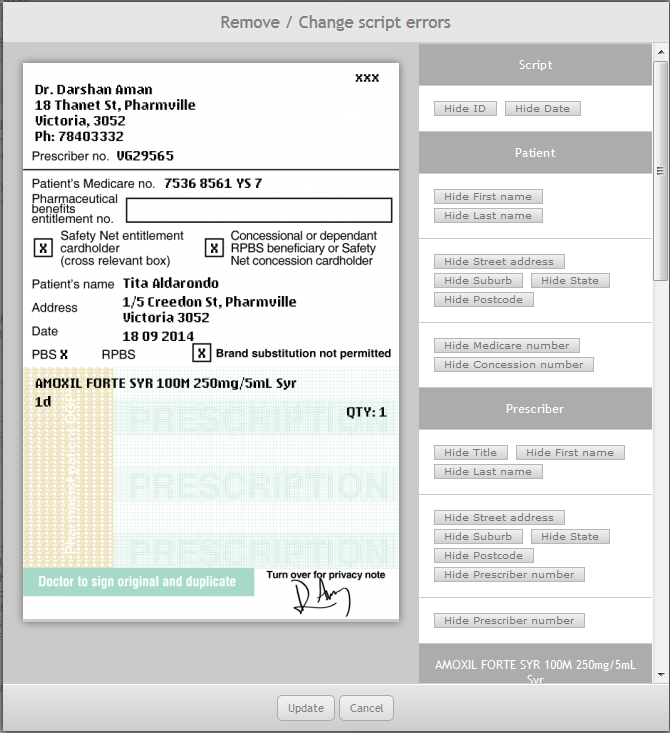 Remove / Change script errors
xxx
Dr. Darshan Aman
18 Thanet St, Pharmville
Victoria, 3052
Ph: 78403332
Prescriber no. VG29565
Patient's Medicare no. 7536 8561 YS 7
Pharmaceutical
benefits
entitlement no.
X Safety Net entitlement
cardholder
(cross relevant box)
X Concessional or dependant
RPBS beneficiary or Safety
Net concession cardholder
Patient's name Tita Aldarondo
Address 1/5 Creedon St, Pharmville
Victoria 3052
Date 18 09 2014
PBS X RPBS X Brand substitution not permitted
AMOXIL FORTE SYR 100M 250mg/5mL Syr
1d
QTY: 1
PRESCRIPTION
PRESCRIPTION
PRESCRIPTION
Pharmacist/patient COPY
Doctor to sign original and duplicate
Turn over for privacy note
Script
Hide ID Hide Date
Patient
Hide First name
Hide Last name
Hide Street address
Hide Suburb Hide State
Hide Postcode
Hide Medicare number
Hide Concession number
Prescriber
Hide Title Hide First name
Hide Last name
Hide Street address
Hide Suburb Hide State
Hide Postcode
Hide Prescriber number
Hide Prescriber number
AMOXIL FORTE SYR 100M 250mg/5mL
Syr
Update Cancel